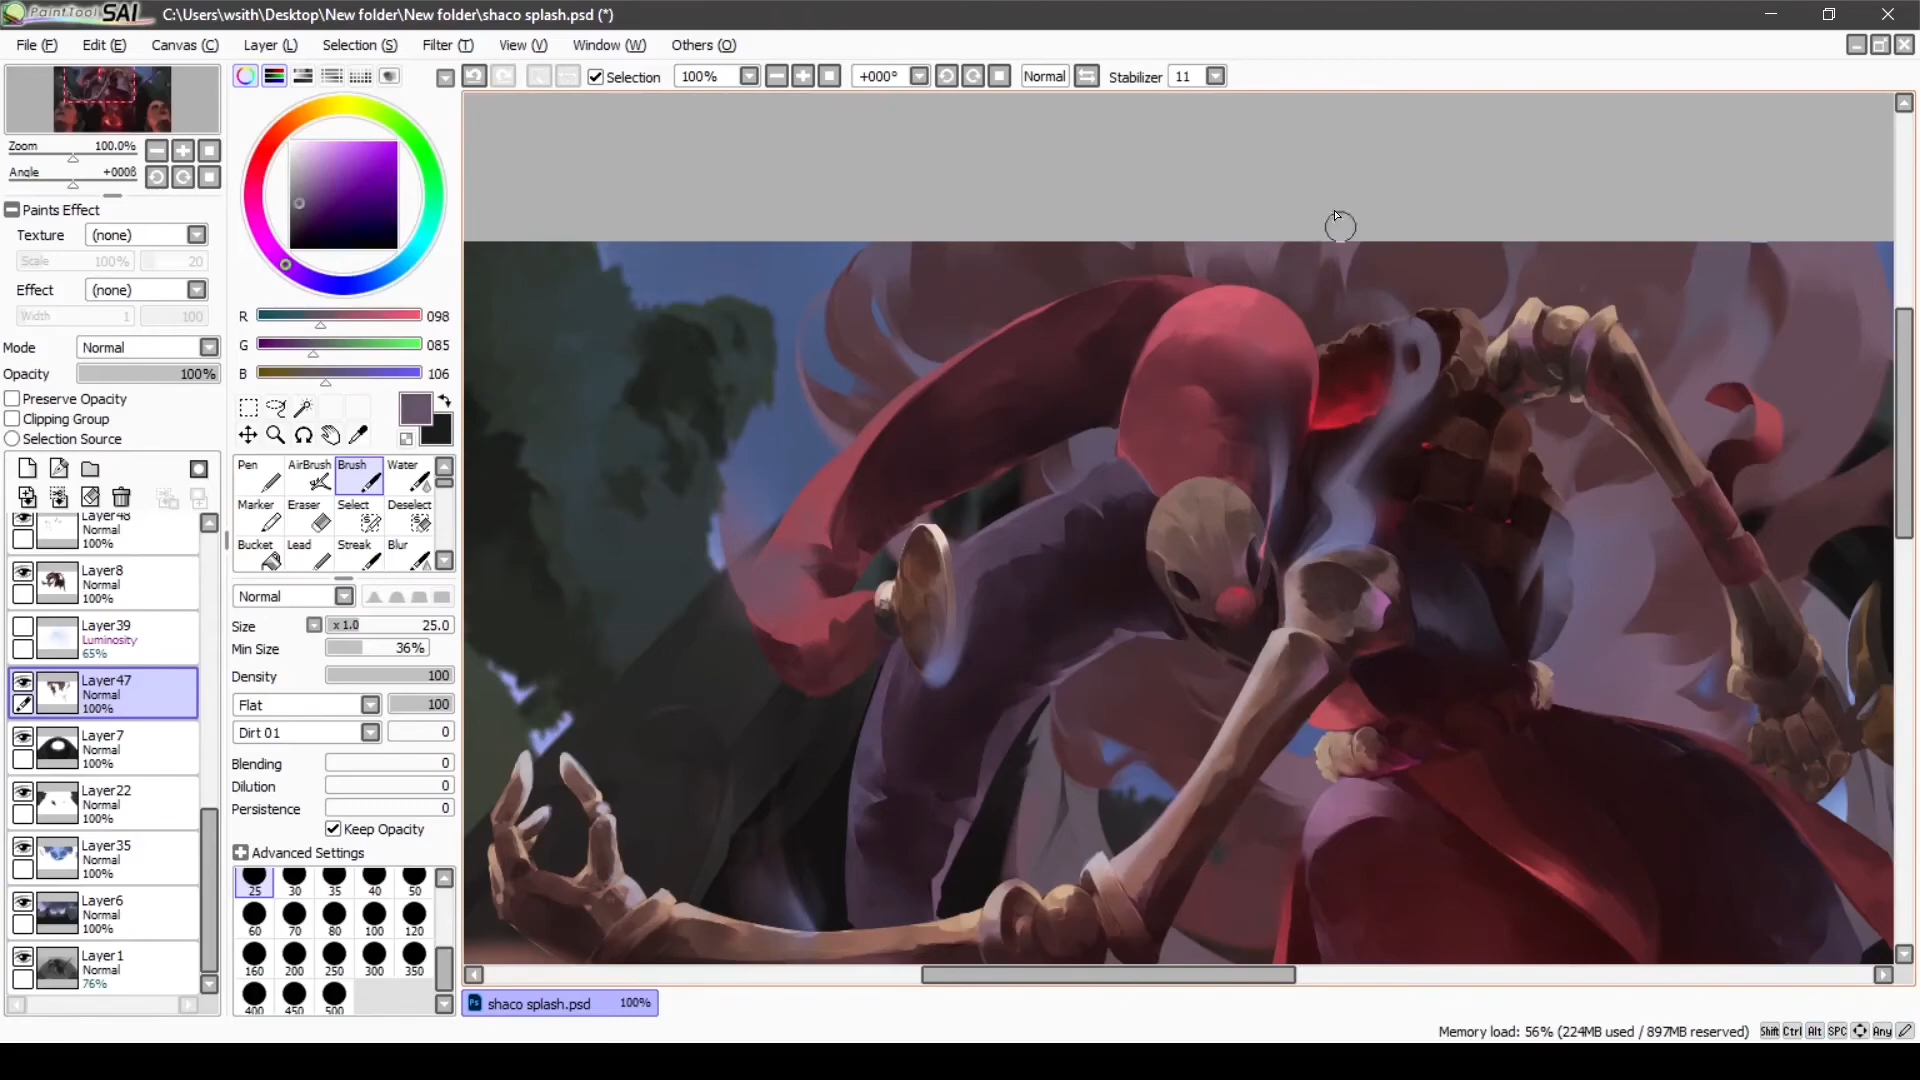 PaintTool SAI C:\Users\wsith\Desktop\New folder\New folder\shaco splash.psd (*)
File (F) Edit (E) Canvas (C) Layer (L) Selection (S) Filter (T) View (V) Window (W) Others (O)
Selection 100% +000° Normal Stabilizer 11
Zoom 100.0%
Angle +000ß
Paints Effect
Texture (none)
Scale 100% 20
Effect (none)
Width 1 100
Mode Normal
Opacity 100%
Preserve Opacity
Clipping Group
Selection Source
Layer48
Normal
100%
Layer8
Normal
100%
Layer39
Luminosity
65%
Layer47
Normal
100%
Layer7
Normal
100%
Layer22
Normal
100%
Layer35
Normal
100%
Layer6
Normal
100%
Layer1
Normal
76%
R 098
G 085
B 106
Pen AirBrush Brush Water
Marker Eraser Select Deselect
Bucket Lead Streak Blur
Normal
Size x 1.0 25.0
Min Size 36%
Density 100
Flat 100
Dirt 01 0
Blending 0
Dilution 0
Persistence 0
Keep Opacity
Advanced Settings
25 30 35 40 50
60 70 80 100 120
160 200 250 300 350
400 450 500
Ps shaco splash.psd 100%
Memory load: 56% (224MB used / 897MB reserved) Shift Ctrl Alt SPC Any